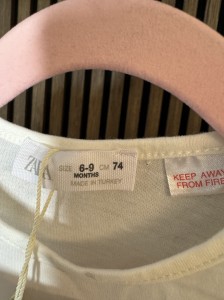 ZARA
SIZE 6-9 CM 74
MONTHS
MADE IN TURKEY
KEEP AWAY
FROM FIRE